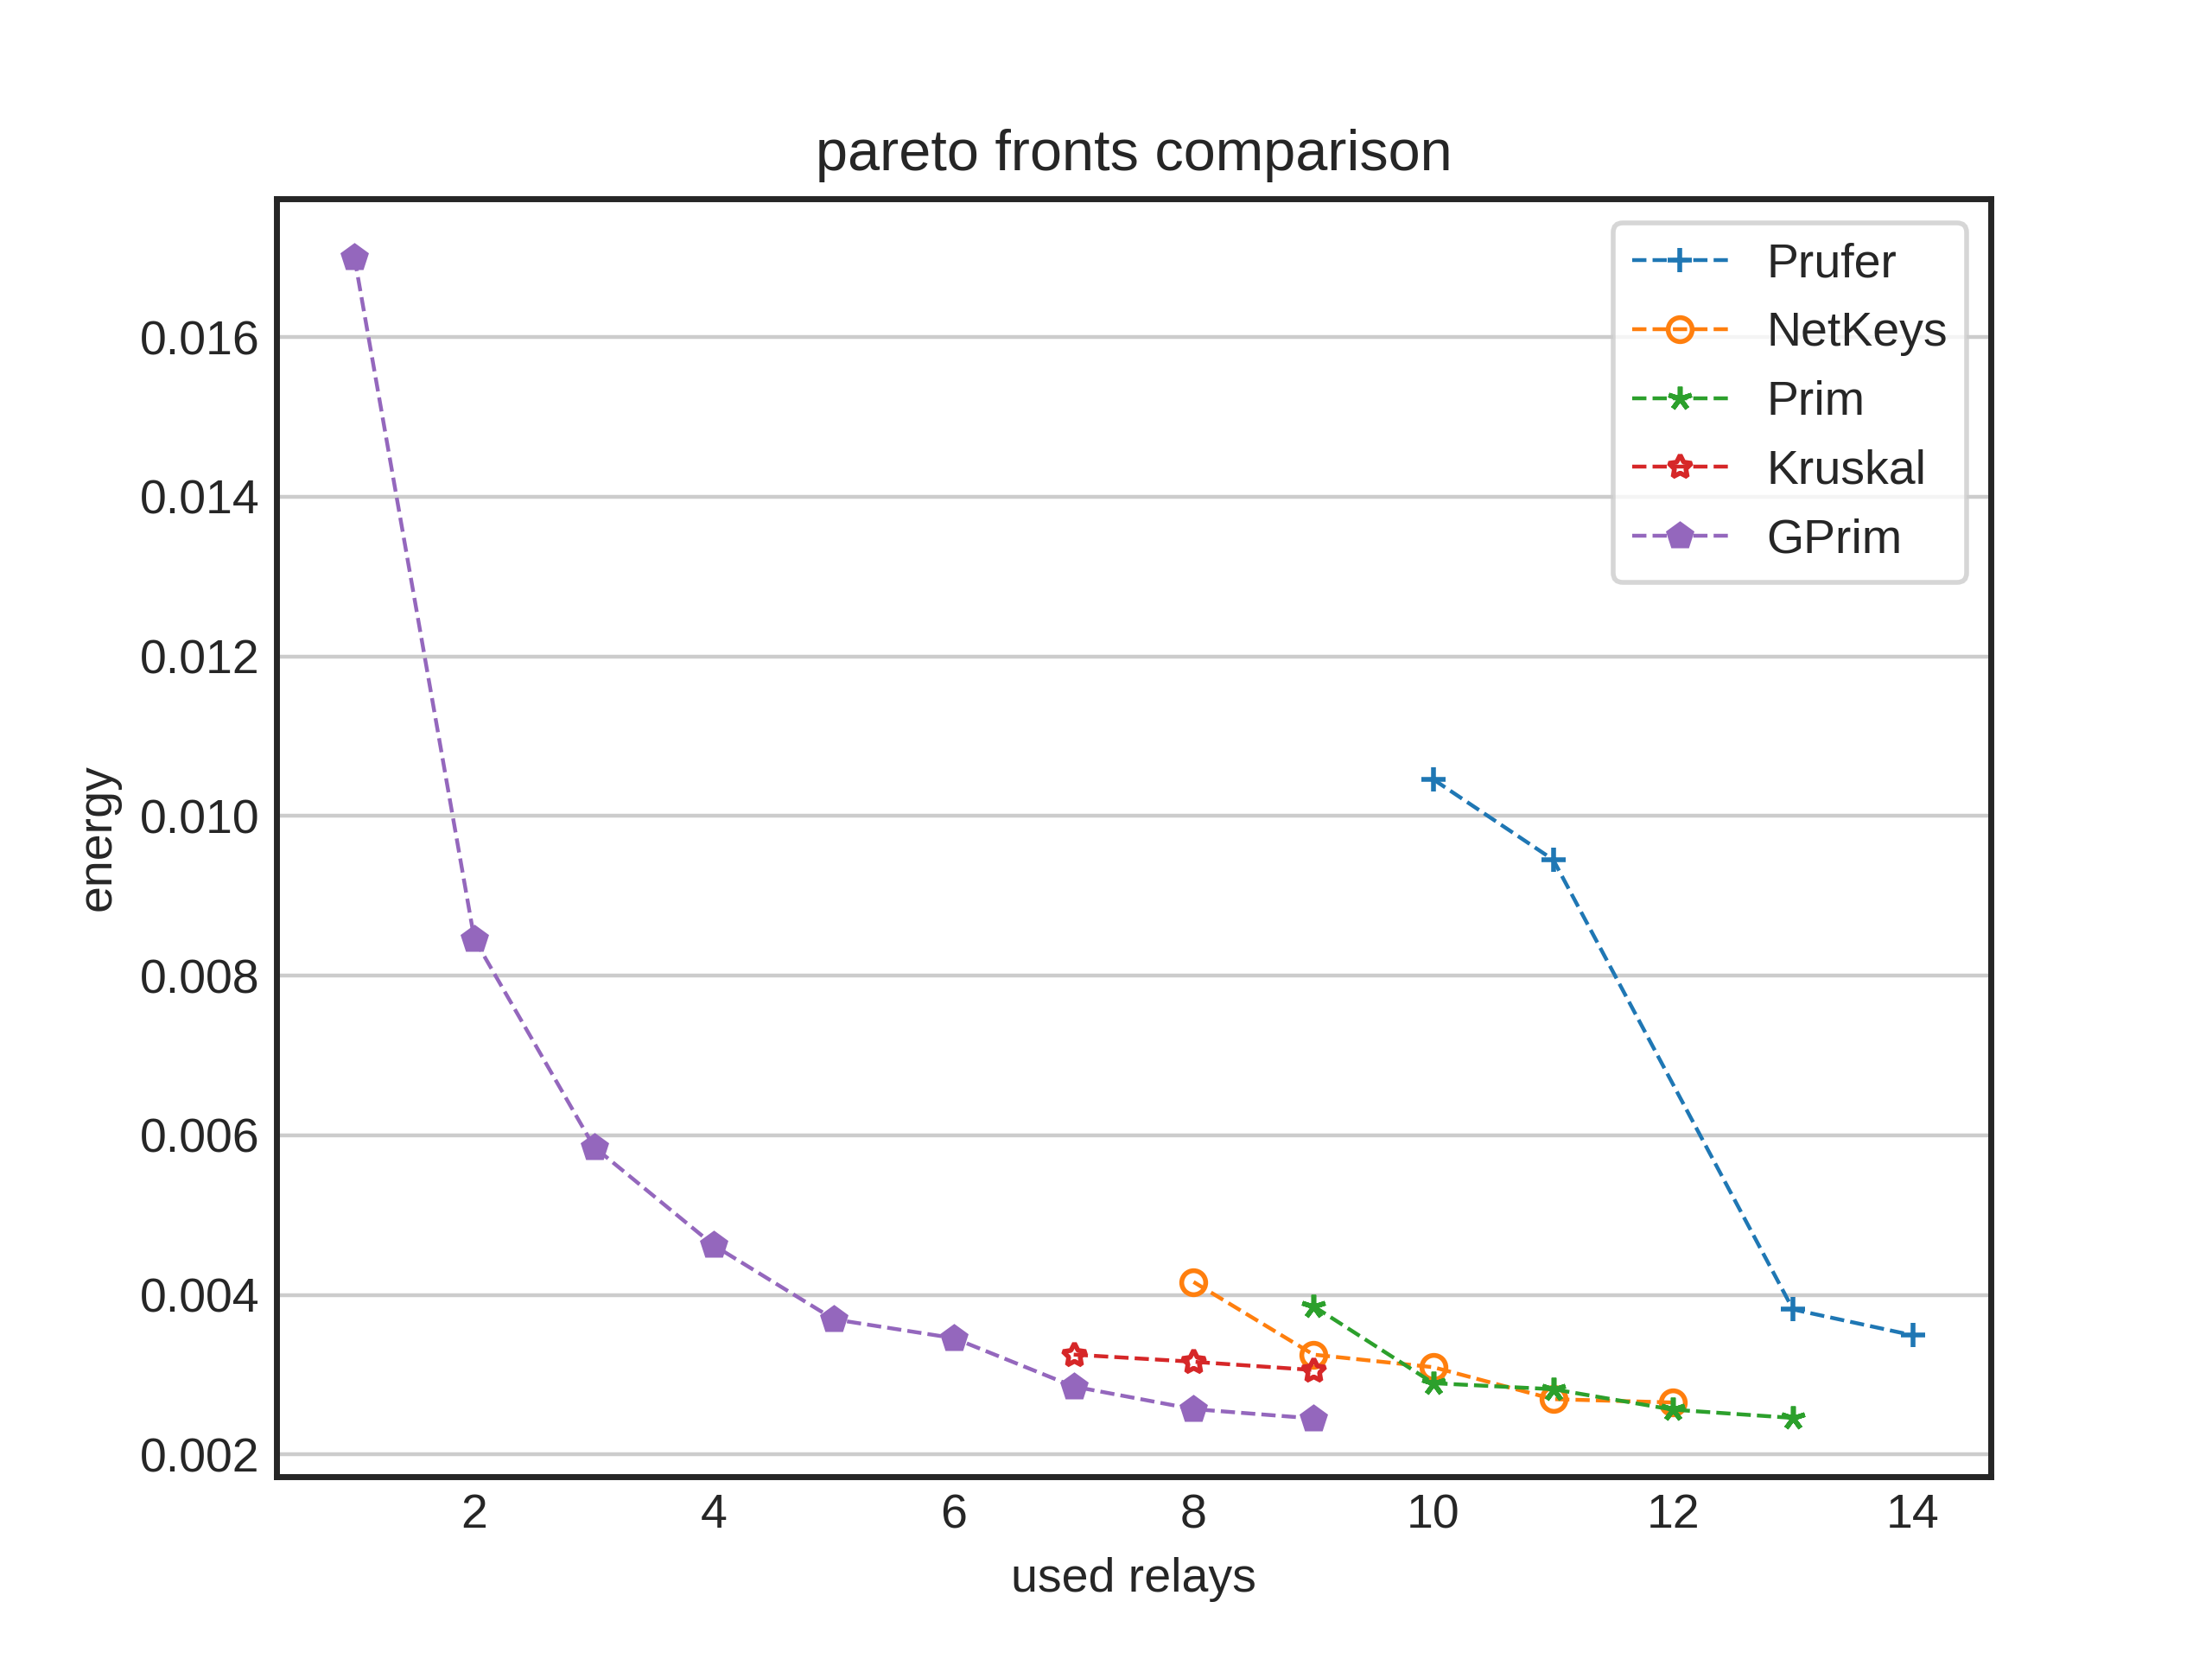 pareto fronts comparison
Prufer
NetKeys
Prim
Kruskal
GPrim
0.016
0.014
0.012
0.010
0.008
0.006
0.004
0.002
energy
2 4 6 8 10 12 14
used relays